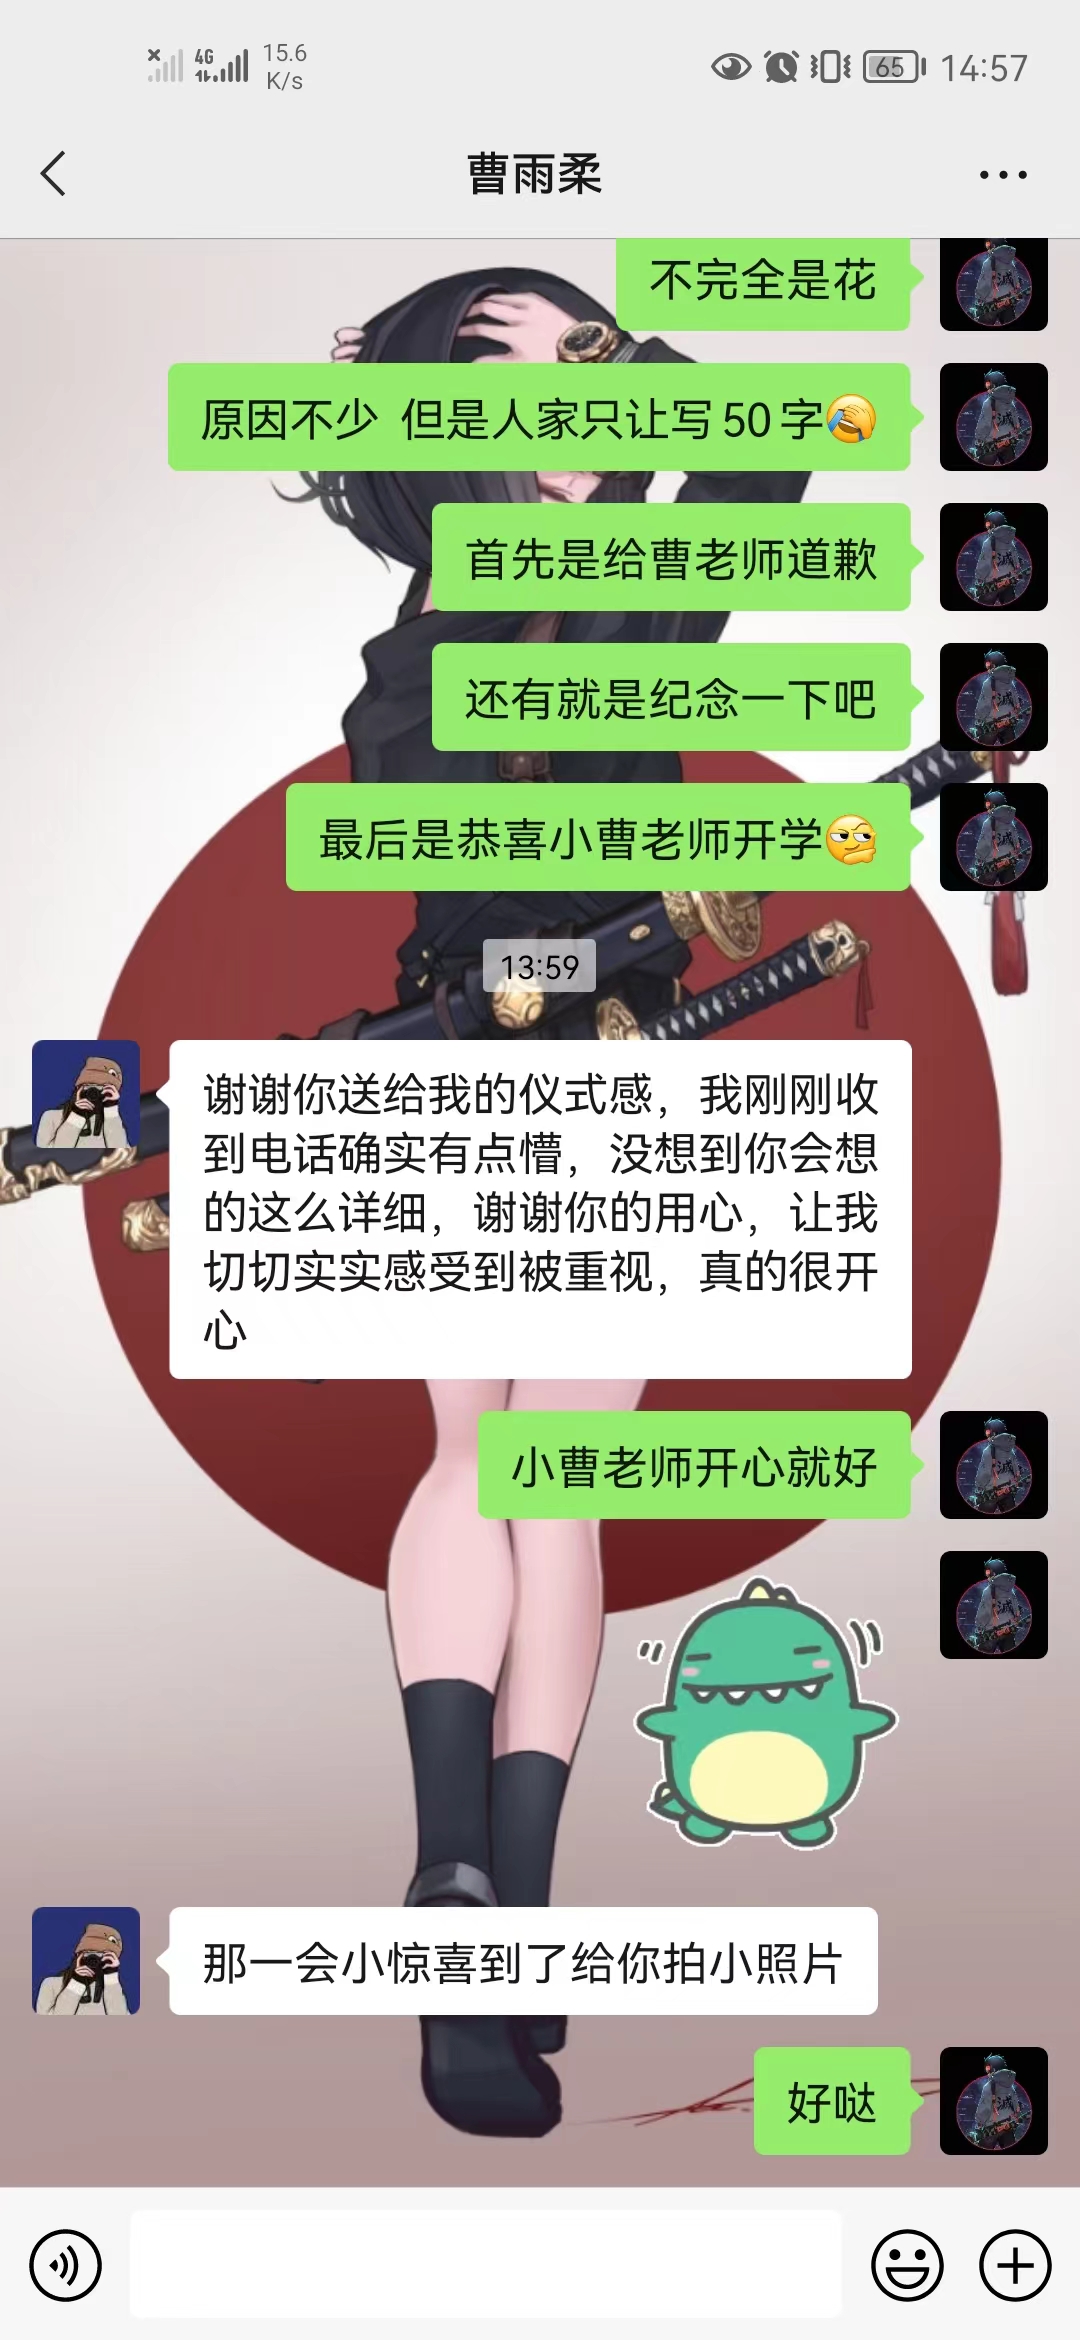 4G
15.6
K/s
65
14:57
曹雨柔
不完全是花
原因不少 但是人家只让写50字
首先是给曹老师道歉
还有就是纪念一下吧
最后是恭喜小曹老师开学
13:59
谢谢你送给我的仪式感，我刚刚收
到电话确实有点懵，没想到你会想
的这么详细，谢谢你的用心，让我
切切实实感受到被重视，真的很开
心
小曹老师开心就好
那一会小惊喜到了给你拍小照片
好哒